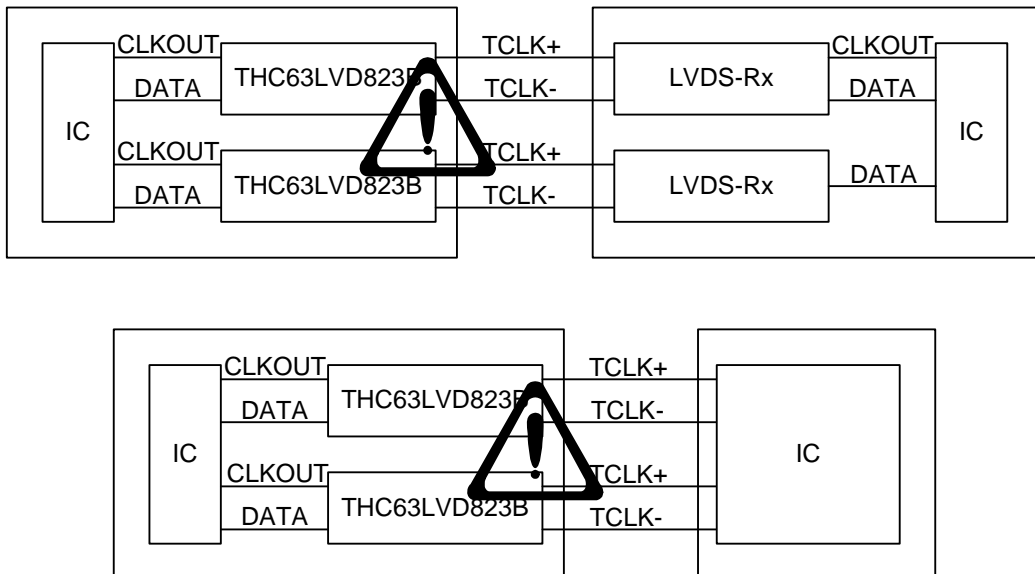 CLKOUT
THC63LVD823B
TCLK+
CLKOUT
DATA
TCLK-
LVDS-Rx
DATA
IC
IC
CLKOUT
THC63LVD823B
TCLK+
LVDS-Rx
DATA
DATA
TCLK-
CLKOUT
THC63LVD823B
TCLK+
DATA
TCLK-
IC
IC
CLKOUT
THC63LVD823B
TCLK+
DATA
TCLK-